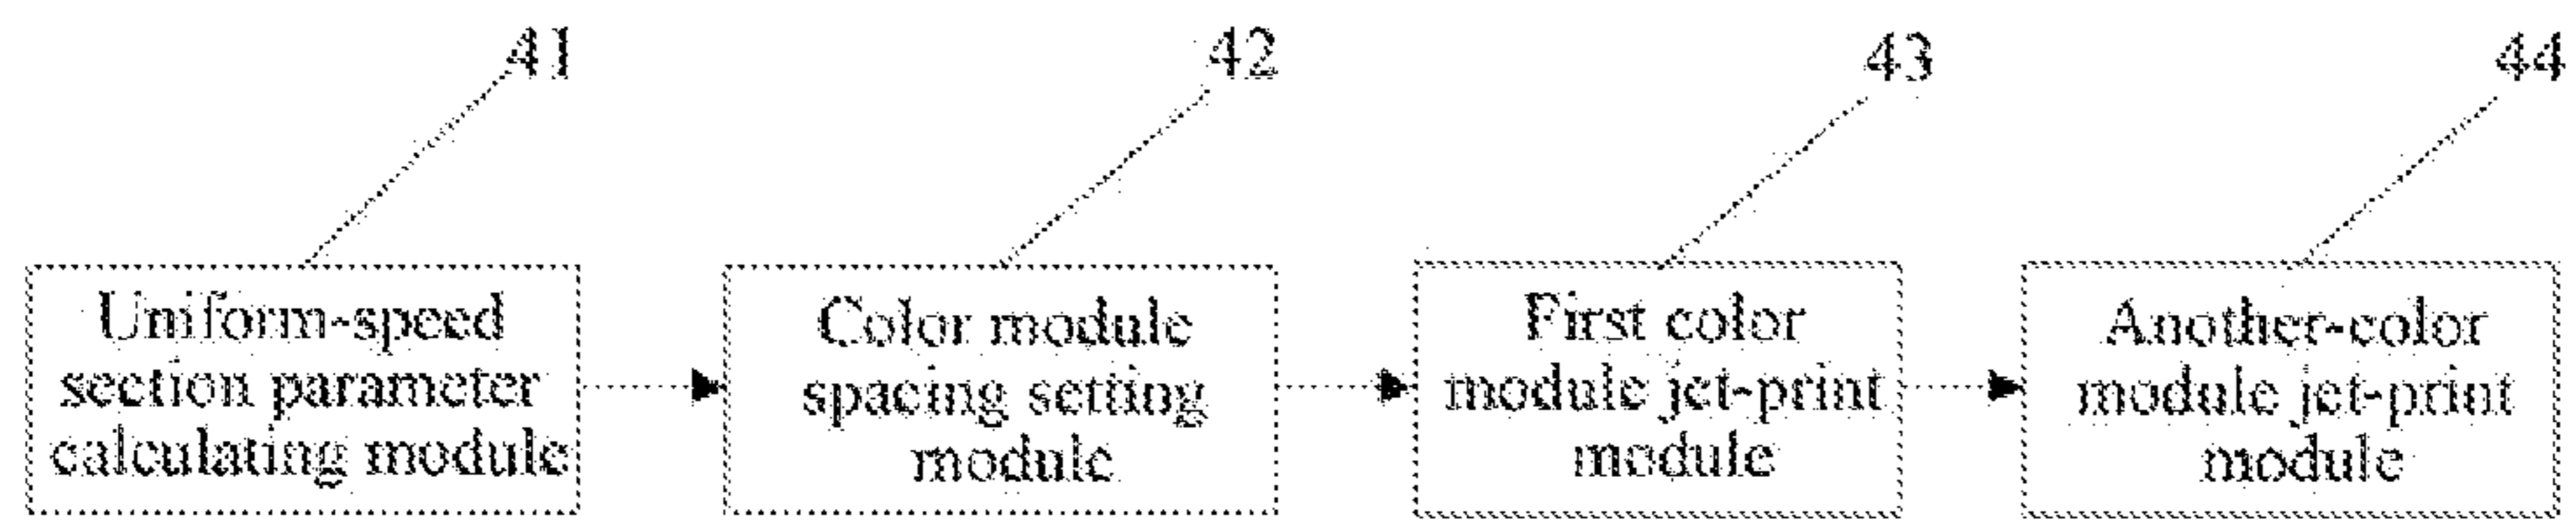 41
42
43
44
Uniform-speed
section parameter
calculating module
Color module
spacing setting
module
First color
module jet-print
module
Another-color
module jet-print
module